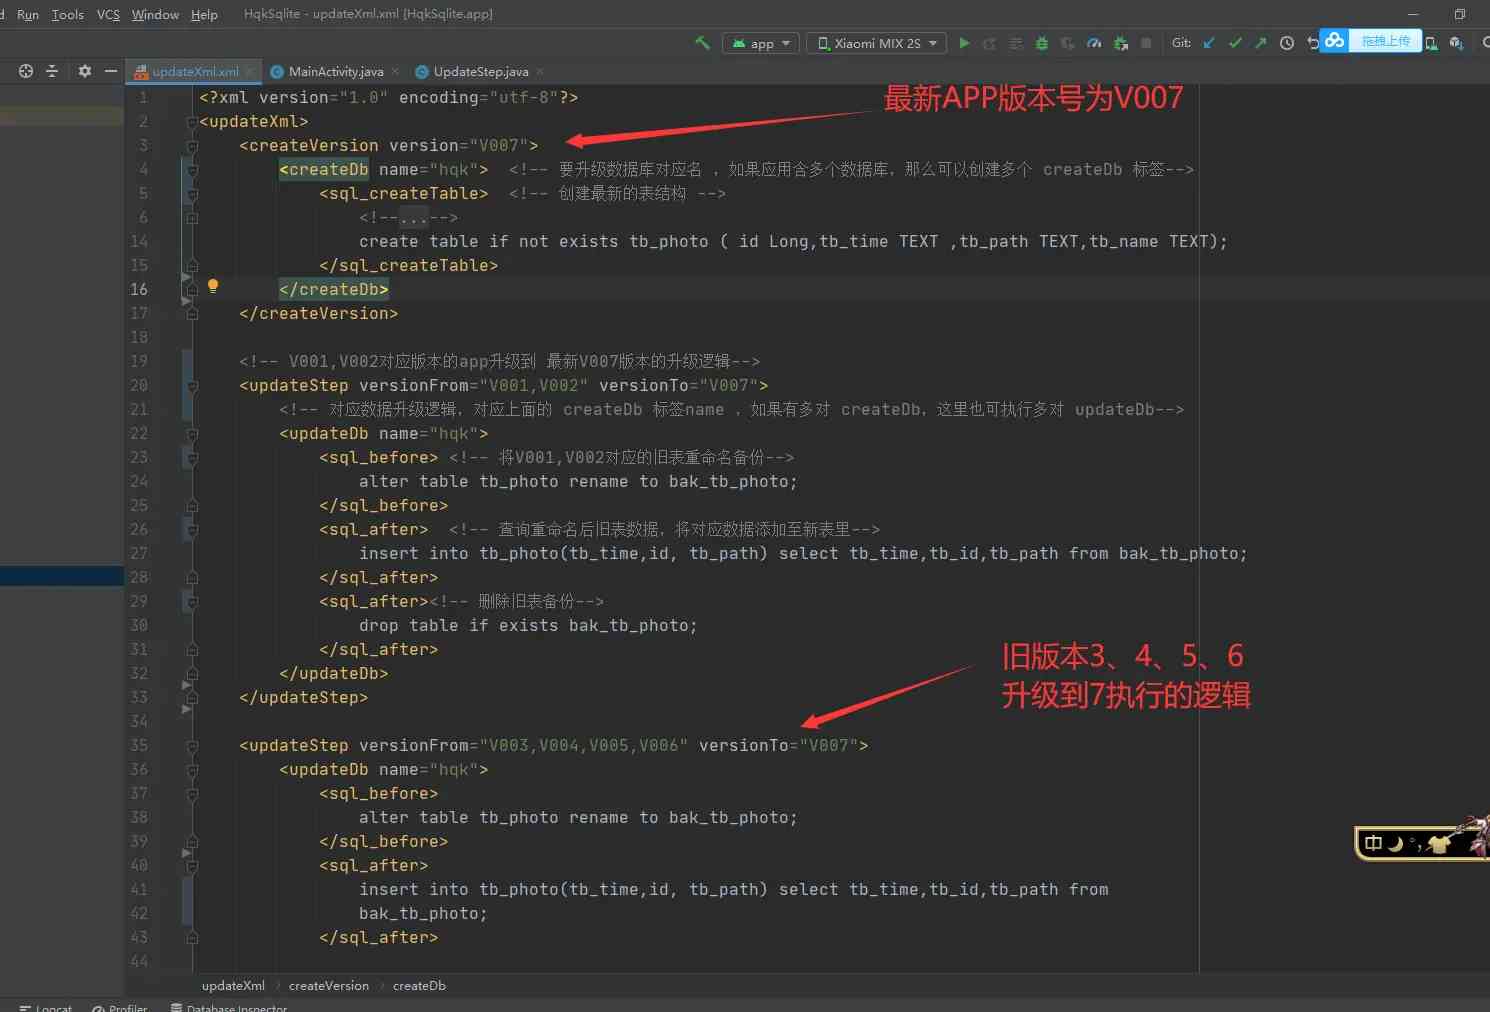 Run Tools VCS Window Help HqkSqlite - updateXml.xml [HqkSqlite.app]
app Xiaomi MIX 2S Git: 拖拽上传
updateXml.xml MainActivity.java UpdateStep.java
1 <?xml version="1.0" encoding="utf-8"?>
最新APP版本号为V007
2 <updateXml>
3 <createVersion version="V007">
4 <createDb name="hqk"> <!-- 要升级数据库对应名 ，如果应用含多个数据库，那么可以创建多个 createDb 标签-->
5 <sql_createTable> <!-- 创建最新的表结构 -->
6 <!--...-->
14 create table if not exists tb_photo ( id Long,tb_time TEXT ,tb_path TEXT,tb_name TEXT);
15 </sql_createTable>
16 </createDb>
17 </createVersion>
18
19 <!-- V001,V002对应版本的app升级到 最新V007版本的升级逻辑-->
20 <updateStep versionFrom="V001,V002" versionTo="V007">
21 <!-- 对应数据升级逻辑，对应上面的 createDb 标签name ，如果有多对 createDb，这里也可执行多对 updateDb-->
22 <updateDb name="hqk">
23 <sql_before> <!-- 将V001,V002对应的旧表重命名备份-->
24 alter table tb_photo rename to bak_tb_photo;
25 </sql_before>
26 <sql_after> <!-- 查询重命名后旧表数据，将对应数据添加至新表里-->
27 insert into tb_photo(tb_time,id, tb_path) select tb_time,tb_id,tb_path from bak_tb_photo;
28 </sql_after>
29 <sql_after><!-- 删除旧表备份-->
30 drop table if exists bak_tb_photo;
31 </sql_after>
32 </updateDb>
33 </updateStep>
旧版本3、4、5、6
升级到7执行的逻辑
34
35 <updateStep versionFrom="V003,V004,V005,V006" versionTo="V007">
36 <updateDb name="hqk">
37 <sql_before>
38 alter table tb_photo rename to bak_tb_photo;
39 </sql_before>
40 <sql_after>
41 insert into tb_photo(tb_time,id, tb_path) select tb_time,tb_id,tb_path from
42 bak_tb_photo;
43 </sql_after>
44
中
updateXml createVersion createDb
Logcat Profiler Database Inspector